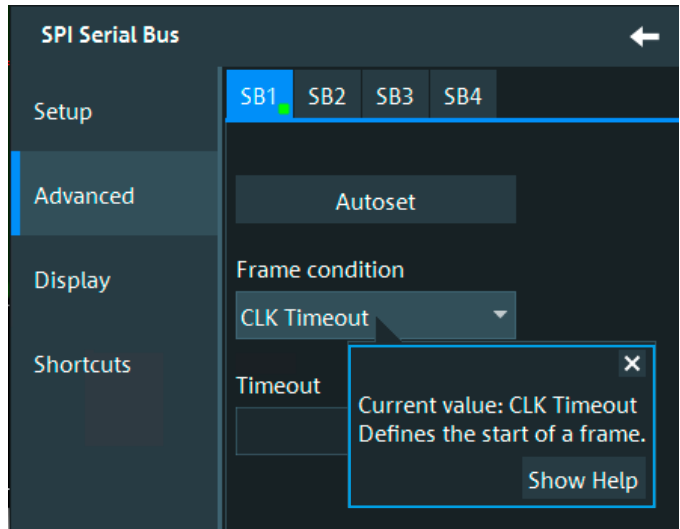 SPI Serial Bus
Setup
Advanced
Display
Shortcuts
SB1 SB2 SB3 SB4
Autoset
Frame condition
CLK Timeout
Timeout
Current value: CLK Timeout
Defines the start of a frame.
Show Help